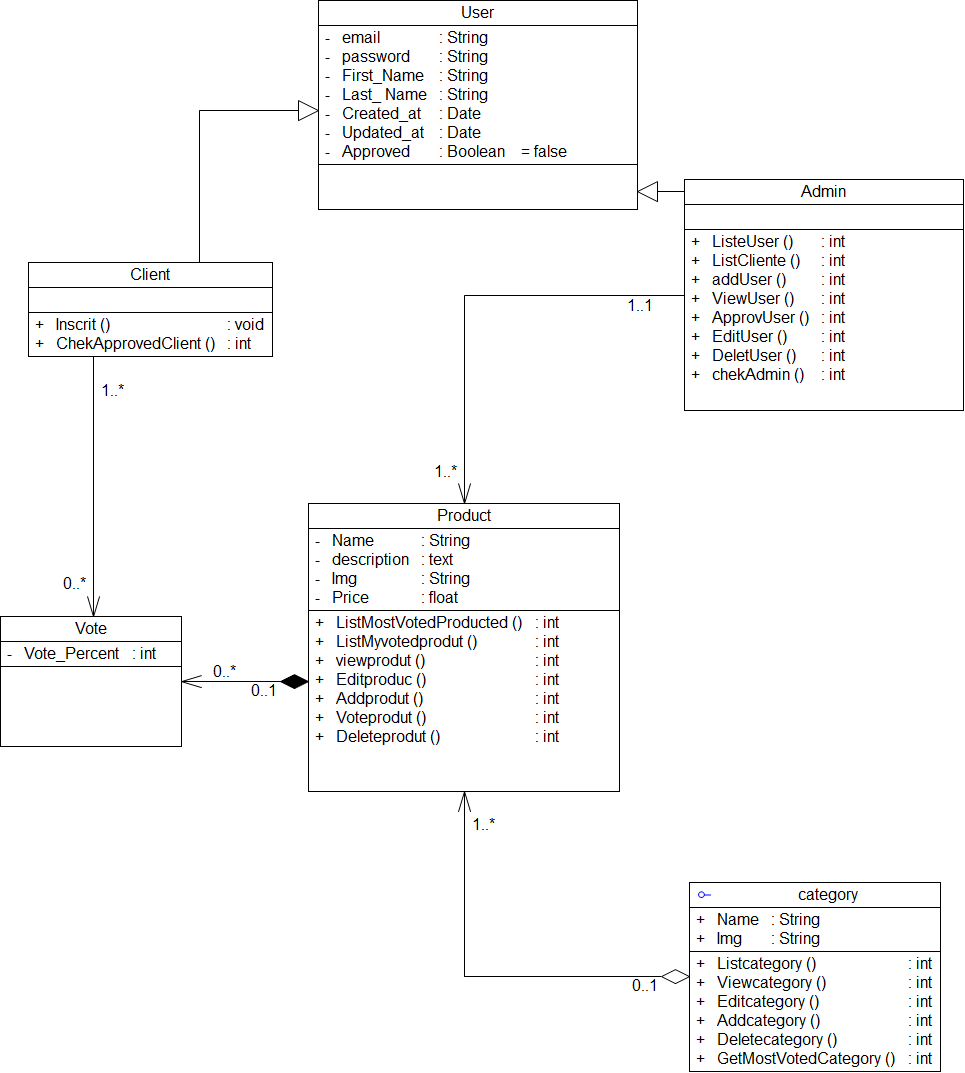 User
- email : String
- password : String
- First_Name : String
- Last_ Name : String
- Created_at : Date
- Updated_at : Date
- Approved : Boolean = false
Admin
+ ListeUser () : int
+ ListCliente () : int
+ addUser () : int
+ ViewUser () : int
+ ApprovUser () : int
+ EditUser () : int
+ DeletUser () : int
+ chekAdmin () : int
Client
+ Inscrit () : void
+ ChekApprovedClient () : int
1..1
1..*
1..*
0..*
Product
- Name : String
- description : text
- Img : String
- Price : float
+ ListMostVotedProducted () : int
+ ListMyvotedprodut () : int
+ viewprodut () : int
+ Editproduc () : int
+ Addprodut () : int
+ Voteprodut () : int
+ Deleteprodut () : int
Vote
- Vote_Percent : int
0..*
0..1
1..*
0..1
category
+ Name : String
+ Img : String
+ Listcategory () : int
+ Viewcategory () : int
+ Editcategory () : int
+ Addcategory () : int
+ Deletecategory () : int
+ GetMostVotedCategory () : int